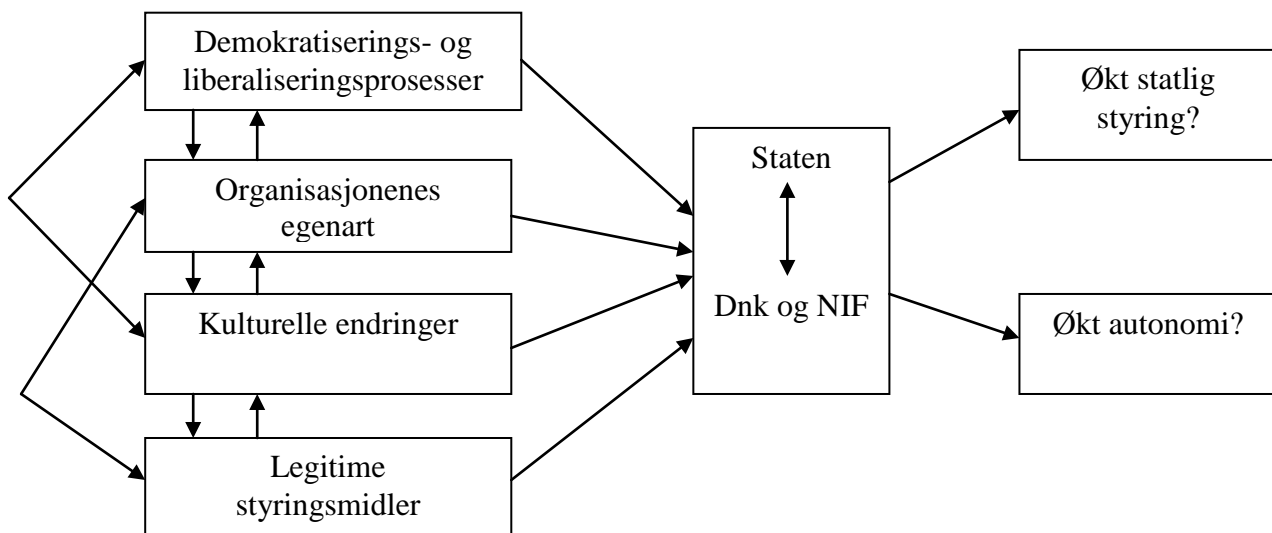 Demokratiserings- og
liberaliseringsprosesser
Organisasjonenes
egenart
Kulturelle endringer
Legitime
styringsmidler
Staten
Dnk og NIF
Økt statlig
styring?
Økt autonomi?